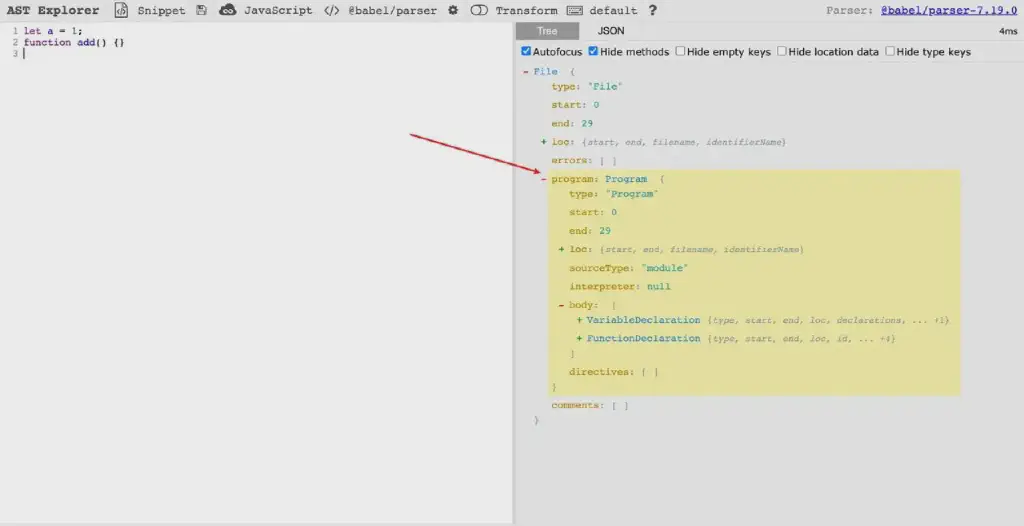 AST Explorer Snippet JavaScript </> @babel/parser Transform default ? Parser: @babel/parser-7.19.0
1 let a = 1;
2 function add() {}
3
Tree JSON 4ms
Autofocus Hide methods Hide empty keys Hide location data Hide type keys
- File {
type: "File"
start: 0
end: 29
+ loc: {start, end, filename, identifierName}
errors: [ ]
- program: Program {
type: "Program"
start: 0
end: 29
+ loc: {start, end, filename, identifierName}
sourceType: "module"
interpreter: null
- body: [
+ VariableDeclaration {type, start, end, loc, declarations, ... +1}
+ FunctionDeclaration {type, start, end, loc, id, ... +4}
]
directives: [ ]
}
comments: [ ]
}